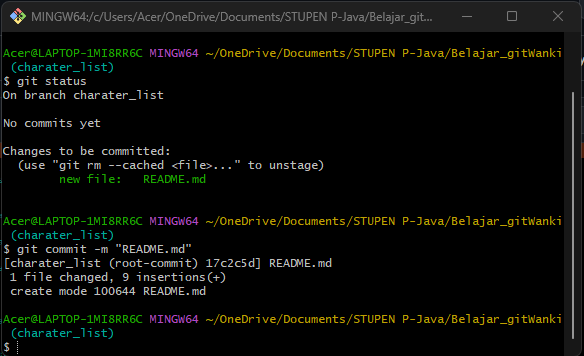 MINGW64:/c/Users/Acer/OneDrive/Documents/STUPEN P-Java/Belajar_git...
Acer@LAPTOP-1MI8RR6C MINGW64 ~/OneDrive/Documents/STUPEN P-Java/Belajar_gitWanki
(charater_list)
$ git status
On branch charater_list
No commits yet
Changes to be committed:
(use "git rm --cached <file>..." to unstage)
new file:   README.md
Acer@LAPTOP-1MI8RR6C MINGW64 ~/OneDrive/Documents/STUPEN P-Java/Belajar_gitWanki
(charater_list)
$ git commit -m "README.md"
[charater_list (root-commit) 17c2c5d] README.md
1 file changed, 9 insertions(+)
create mode 100644 README.md
Acer@LAPTOP-1MI8RR6C MINGW64 ~/OneDrive/Documents/STUPEN P-Java/Belajar_gitWanki
(charater_list)
$